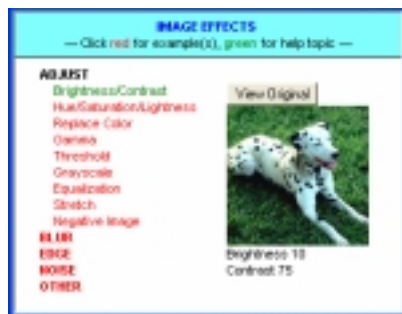 IMAGE EFFECTS
— Click red for example(s), green for help topic —
ADJUST
Brightness/Contrast
Hue/Saturation/Lightness
Replace Color
Gamma
Threshold
Grayscale
Equalization
Stretch
Negative Image
BLUR
EDGE
NOISE
OTHER
View Original
Brightness 10
Contrast 75